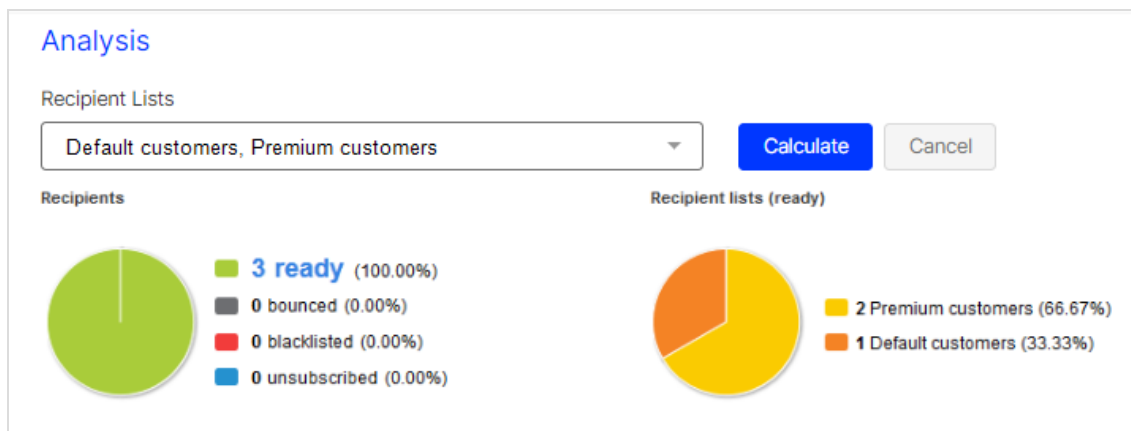 Analysis
Recipient Lists
Default customers, Premium customers
Calculate
Cancel
Recipients
3 ready (100.00%)
0 bounced (0.00%)
0 blacklisted (0.00%)
0 unsubscribed (0.00%)
Recipient lists (ready)
2 Premium customers (66.67%)
1 Default customers (33.33%)